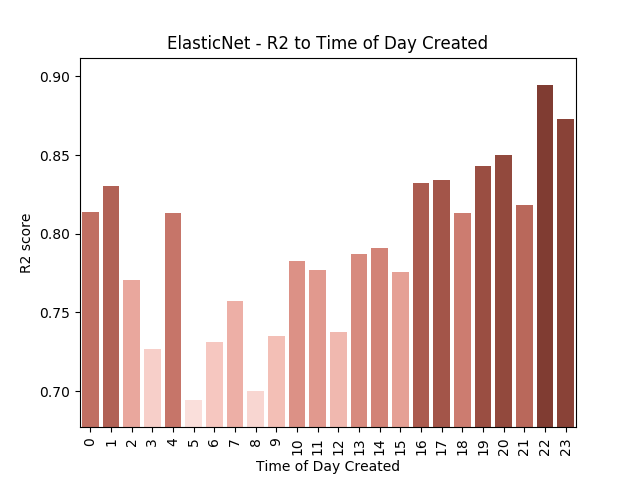 ElasticNet - R2 to Time of Day Created
0.90
0.85
0.80
0.75
0.70
R2 score
0 1 2 3 4 5 6 7 8 9 10 11 12 13 14 15 16 17 18 19 20 21 22 23
Time of Day Created